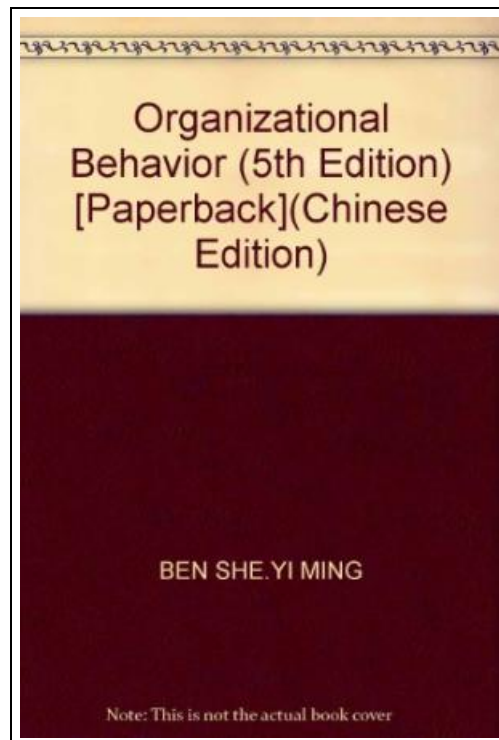 Organizational
Behavior (5th Edition)
[Paperback](Chinese
Edition)
BEN SHE.YI MING
Note: This is not the actual book cover